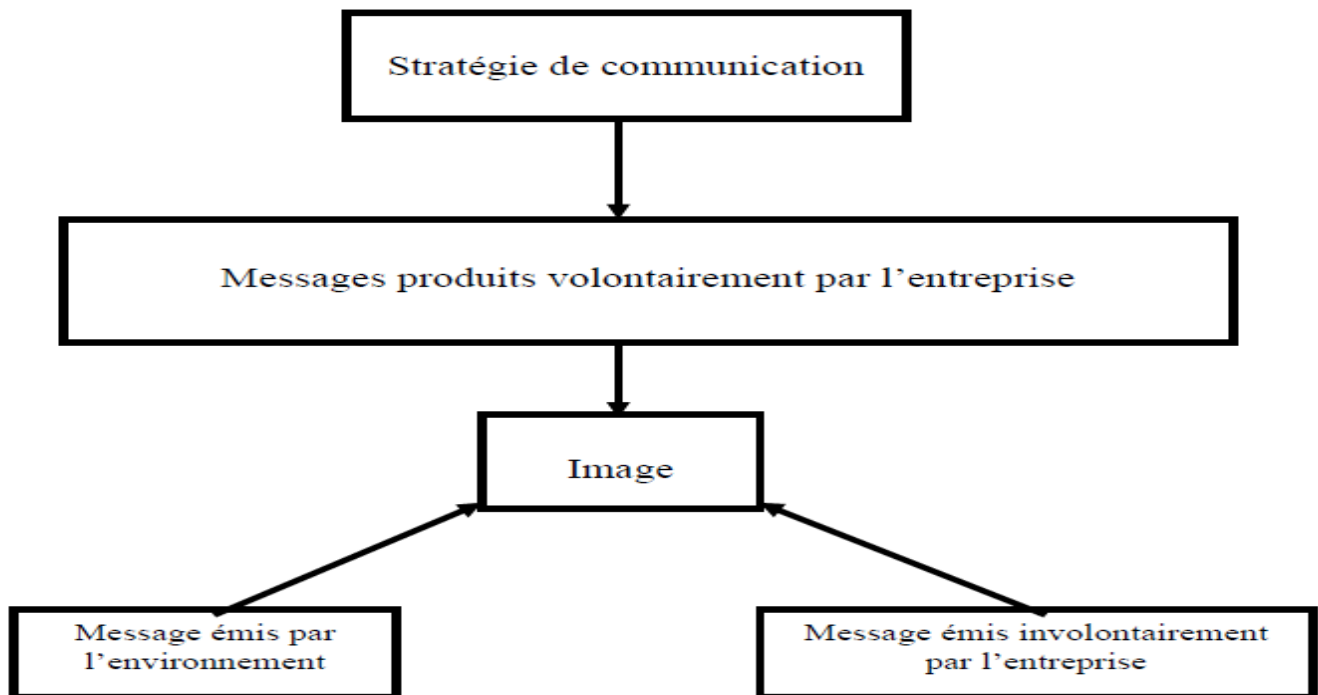 Stratégie de communication
Messages produits volontairement par l’entreprise
Image
Message émis par
l’environnement
Message émis involontairement
par l’entreprise